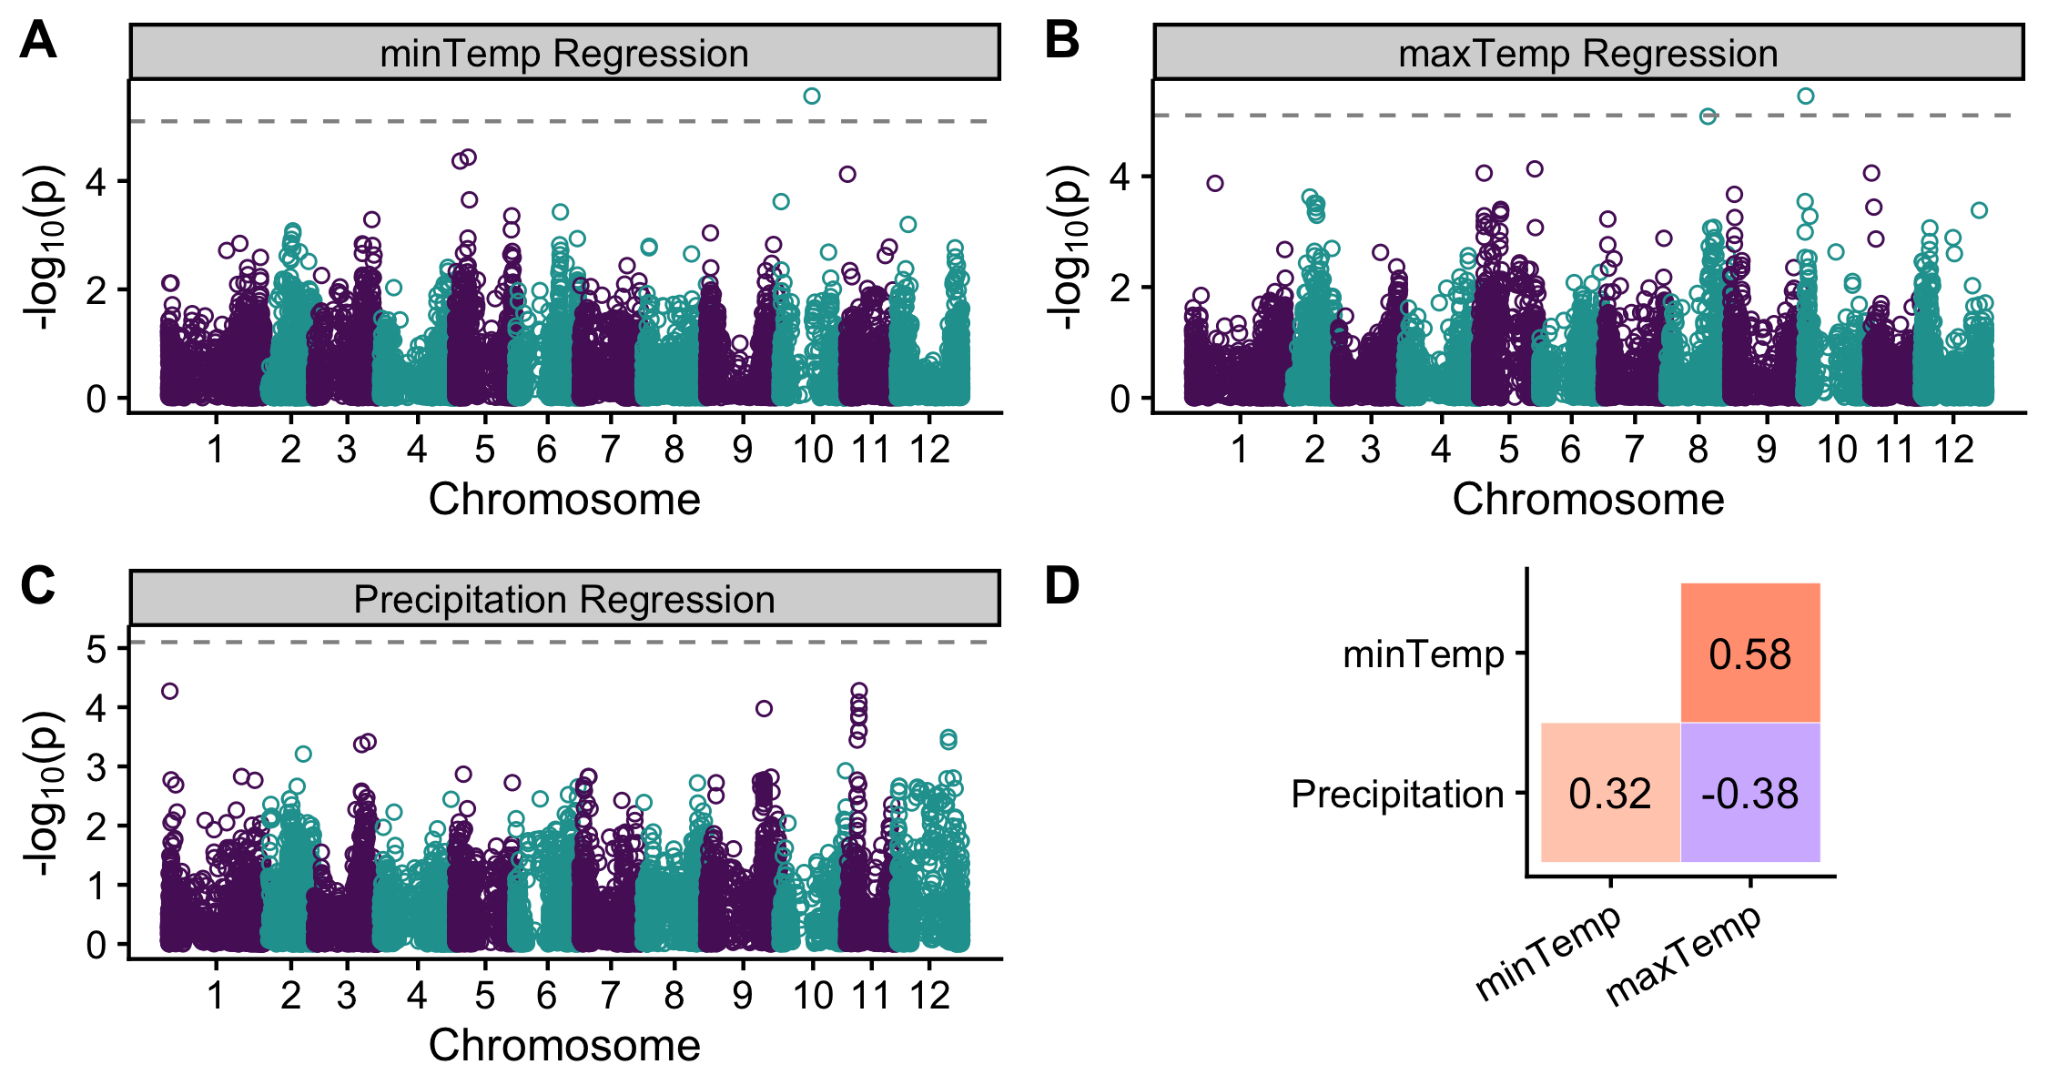 A
minTemp Regression
-log10(p)
4
2
0
1 2 3 4 5 6 7 8 9 10 11 12
Chromosome
B
maxTemp Regression
-log10(p)
4
2
0
1 2 3 4 5 6 7 8 9 10 11 12
Chromosome
C
Precipitation Regression
-log10(p)
5
4
3
2
1
0
1 2 3 4 5 6 7 8 9 10 11 12
Chromosome
D
minTemp 0.58
Precipitation 0.32 -0.38
minTemp maxTemp